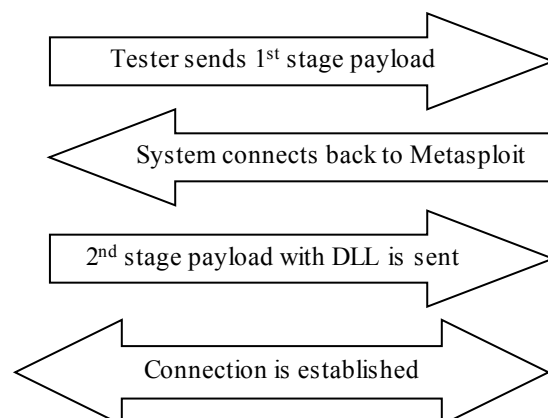 Tester sends 1st stage payload
System connects back to Metasploit
2nd stage payload with DLL is sent
Connection is established